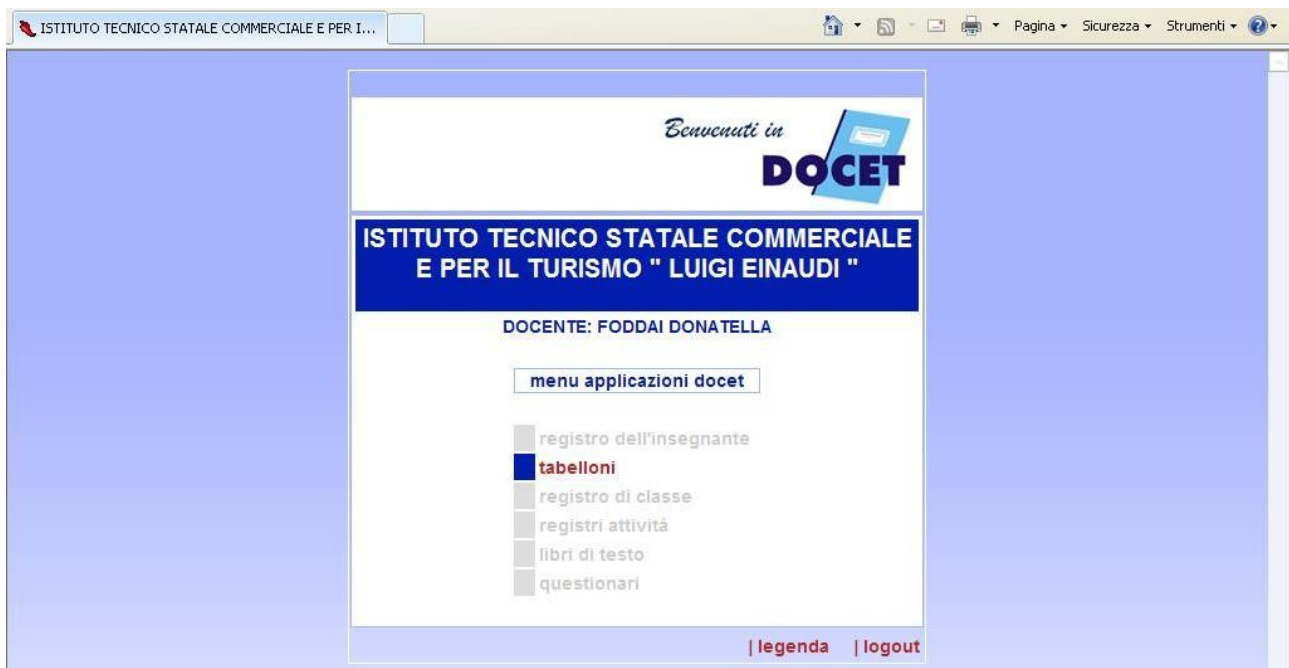 ISTITUTO TECNICO STATALE COMMERCIALE E PER I...
Pagina
Sicurezza
Strumenti
Benvenuti in
DOCET
ISTITUTO TECNICO STATALE COMMERCIALE
E PER IL TURISMO " LUIGI EINAUDI "
DOCENTE: FODDAI DONATELLA
menu applicazioni docet
registro dell'insegnante
tabelloni
registro di classe
registri attività
libri di testo
questionari
| legenda | logout